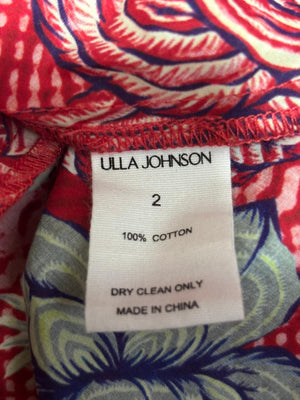 ULLA JOHNSON
2
100% COTTON
DRY CLEAN ONLY
MADE IN CHINA